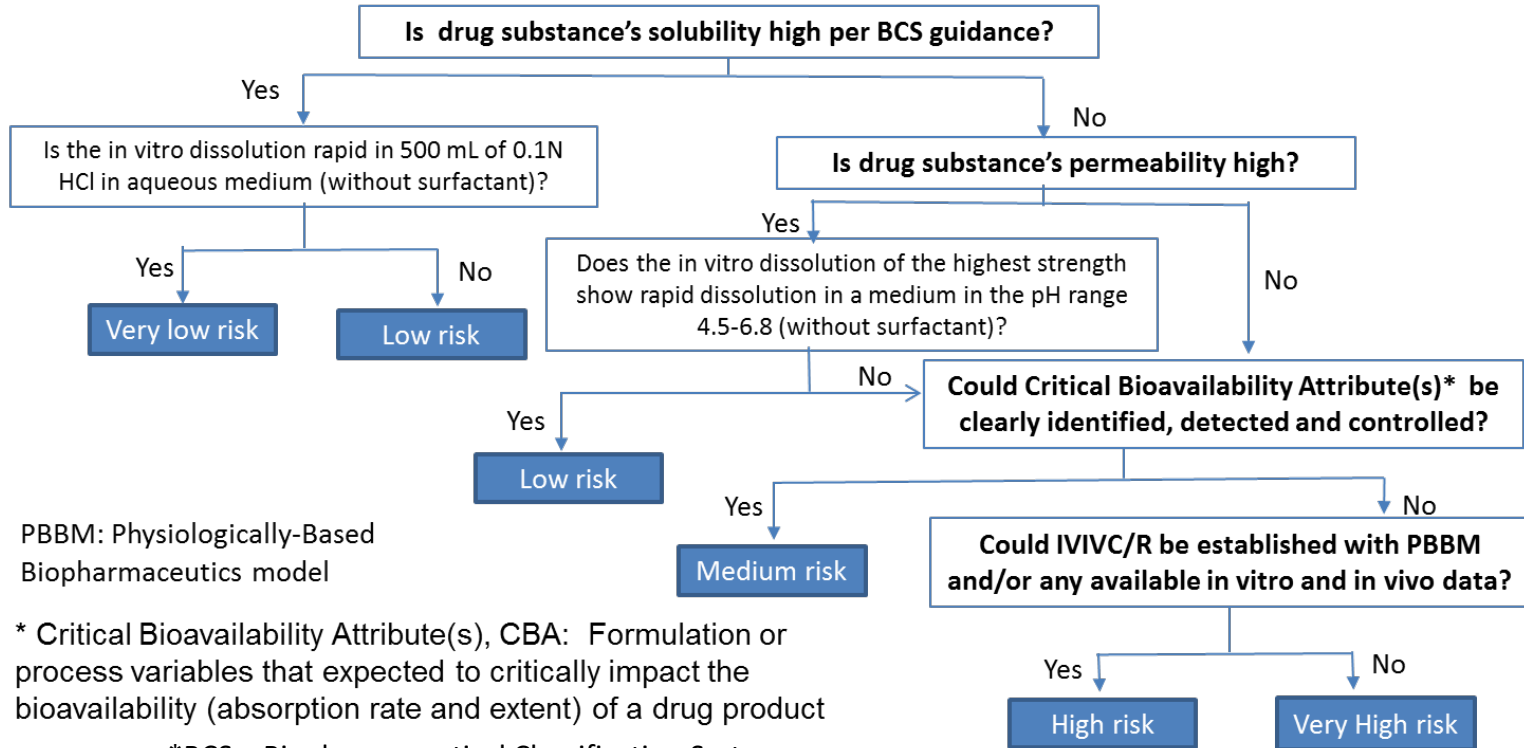 Is drug substance's solubility high per BCS guidance?
Yes
No
Is the in vitro dissolution rapid in 500 mL of 0.1N
HCl in aqueous medium (without surfactant)?
Is drug substance's permeability high?
Yes
No
Very low risk
Low risk
Yes
No
Does the in vitro dissolution of the highest strength
show rapid dissolution in a medium in the pH range
4.5-6.8 (without surfactant)?
No
Yes
Low risk
Could Critical Bioavailability Attribute(s)* be
clearly identified, detected and controlled?
Yes
No
Medium risk
Could IVIVC/R be established with PBBM
and/or any available in vitro and in vivo data?
Yes
No
High risk
Very High risk
PBBM: Physiologically-Based
Biopharmaceutics model
* Critical Bioavailability Attribute(s), CBA: Formulation or
process variables that expected to critically impact the
bioavailability (absorption rate and extent) of a drug product